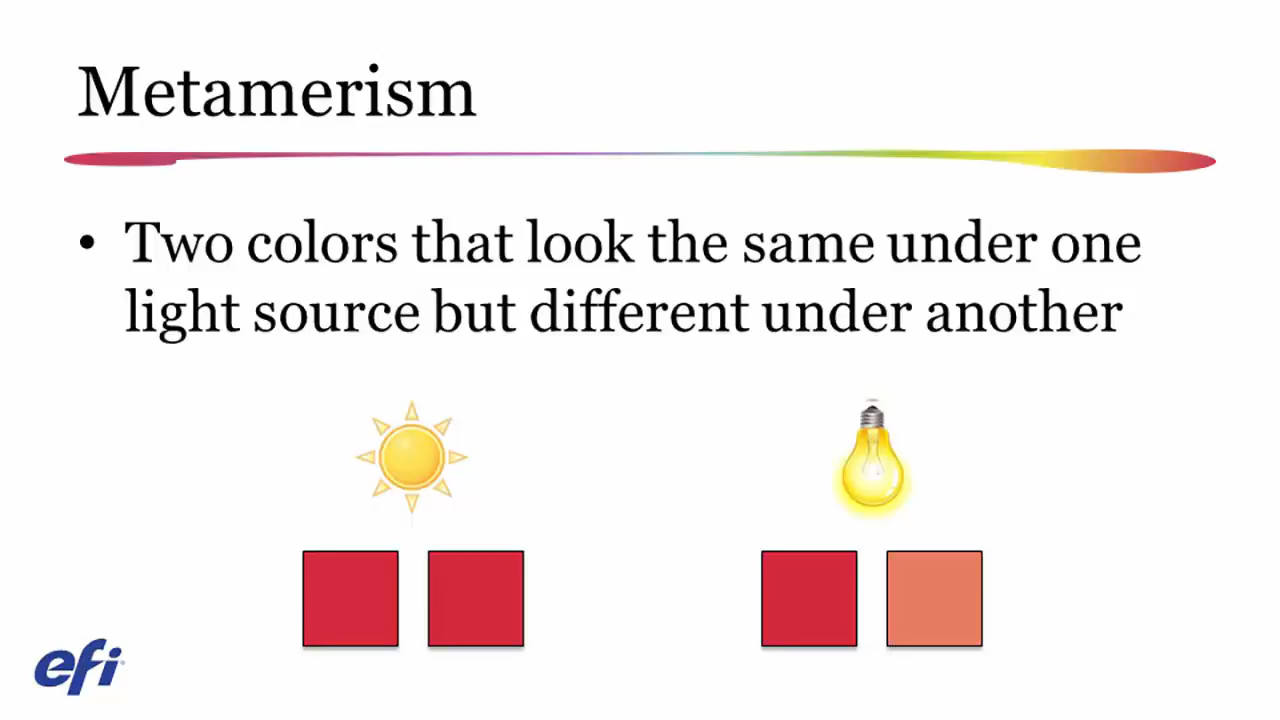 Metamerism
• Two colors that look the same under one
light source but different under another
efi